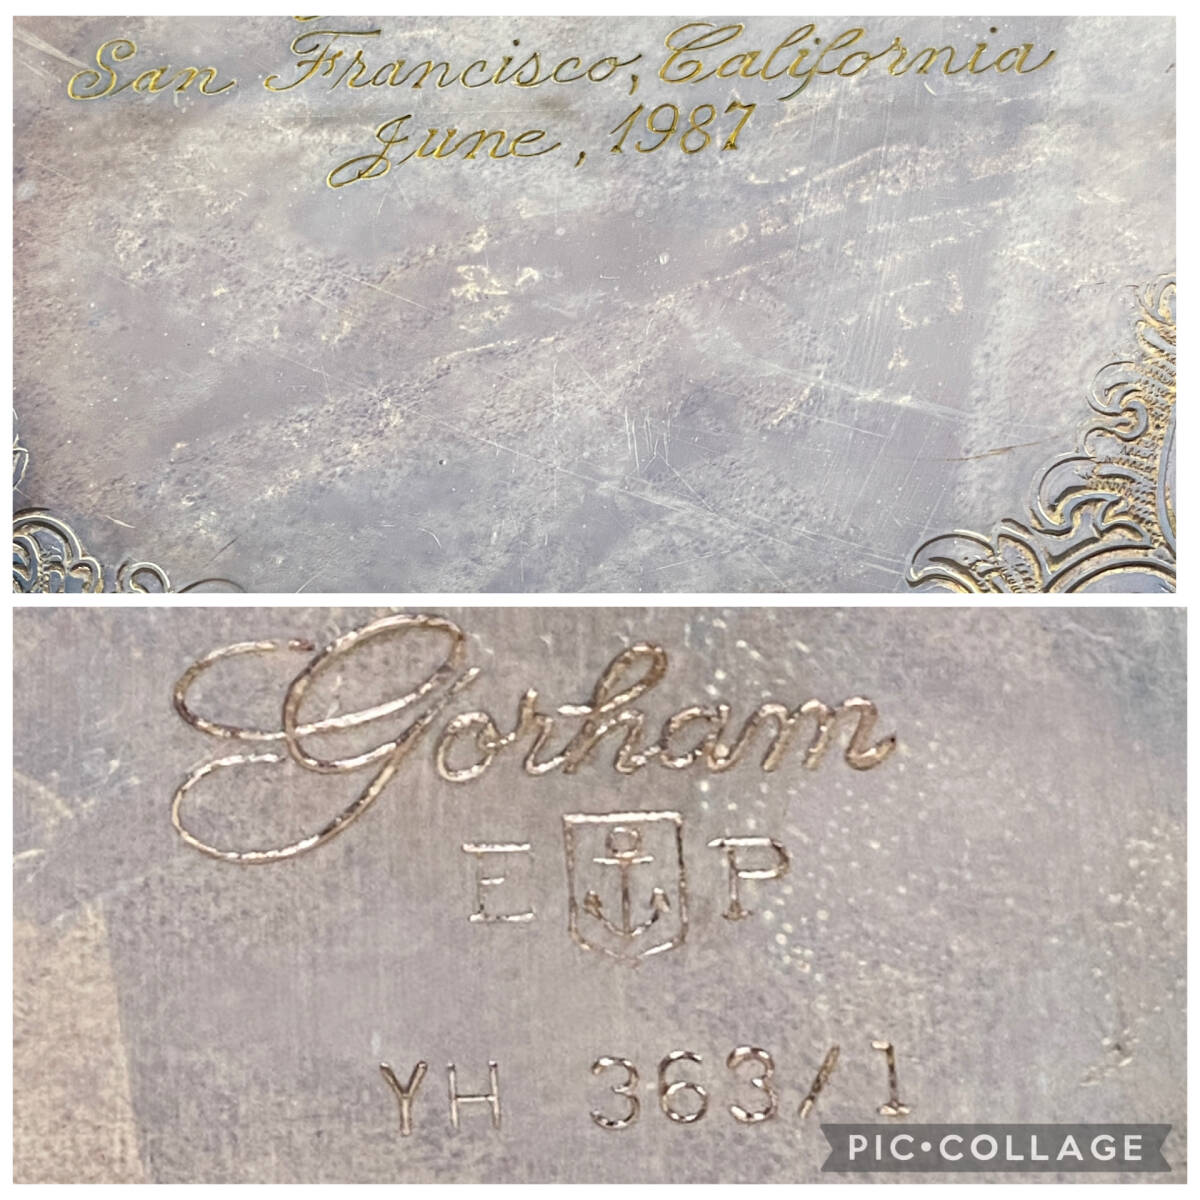 San Francisco, California
June, 1987
Gorham
E P
YH 363/1
PIC•COLLAGE